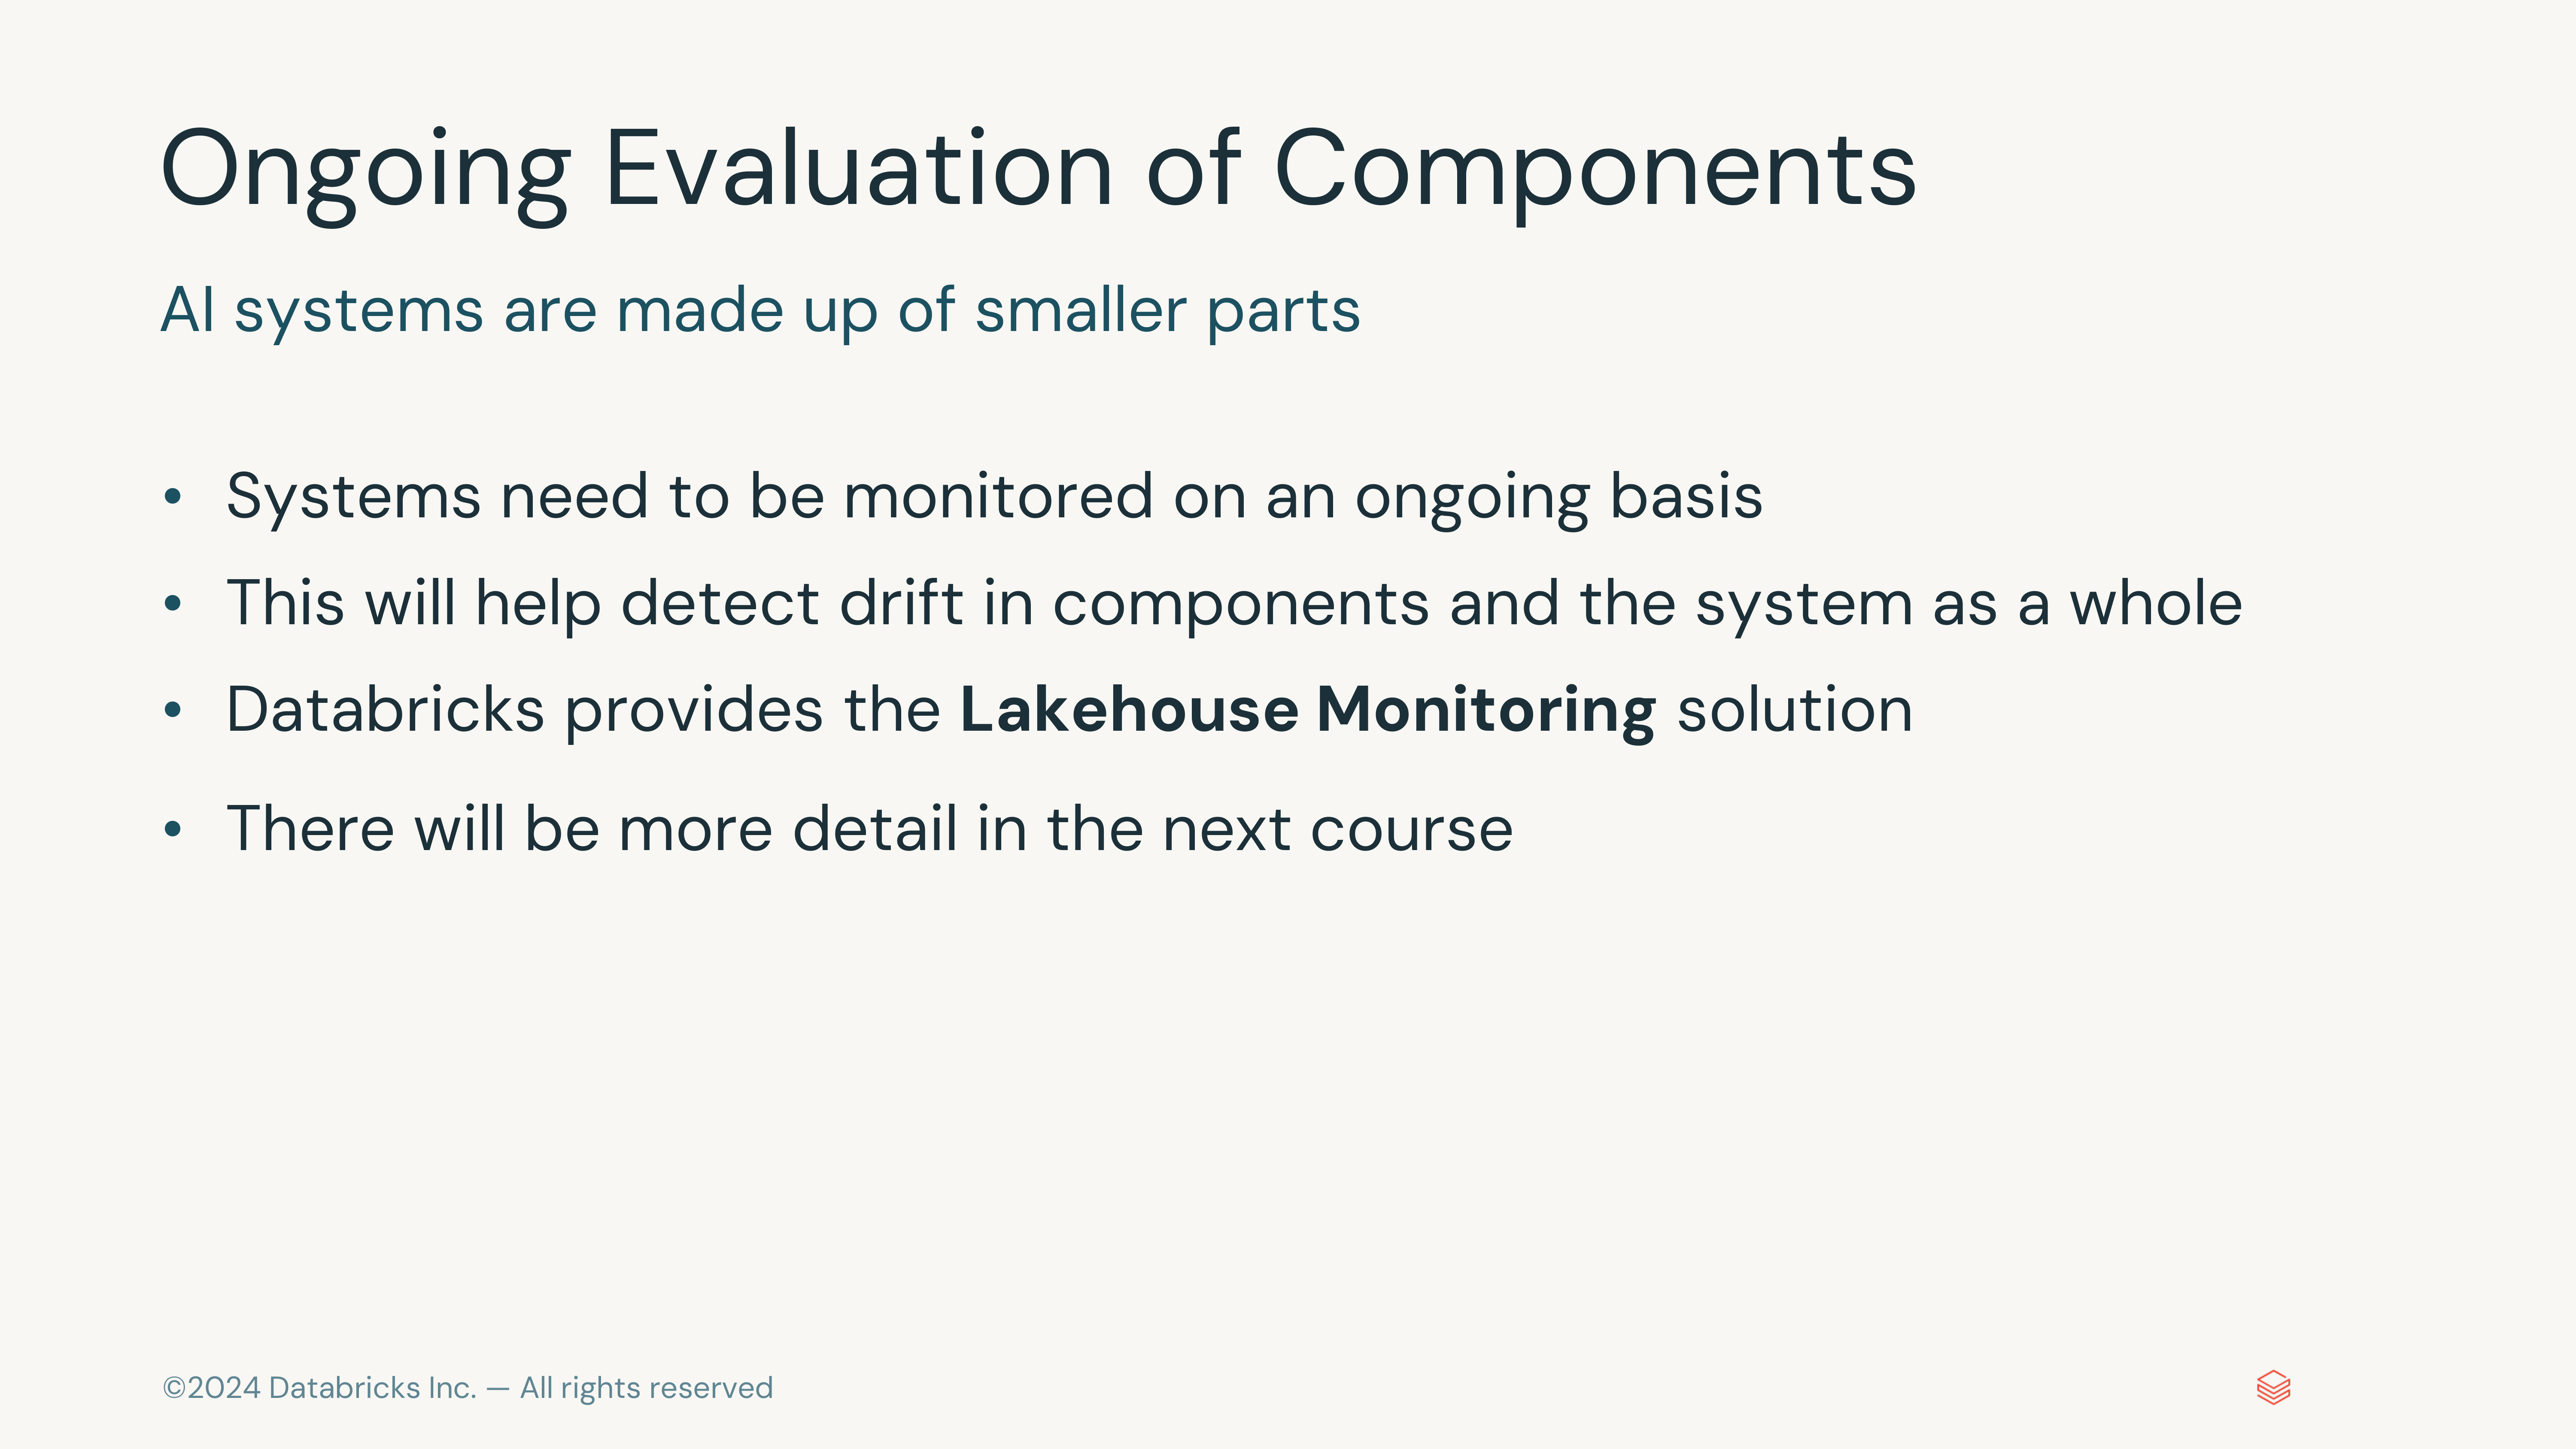 Ongoing Evaluation of Components
AI systems are made up of smaller parts
• Systems need to be monitored on an ongoing basis
• This will help detect drift in components and the system as a whole
• Databricks provides the Lakehouse Monitoring solution
• There will be more detail in the next course
©2024 Databricks Inc. — All rights reserved